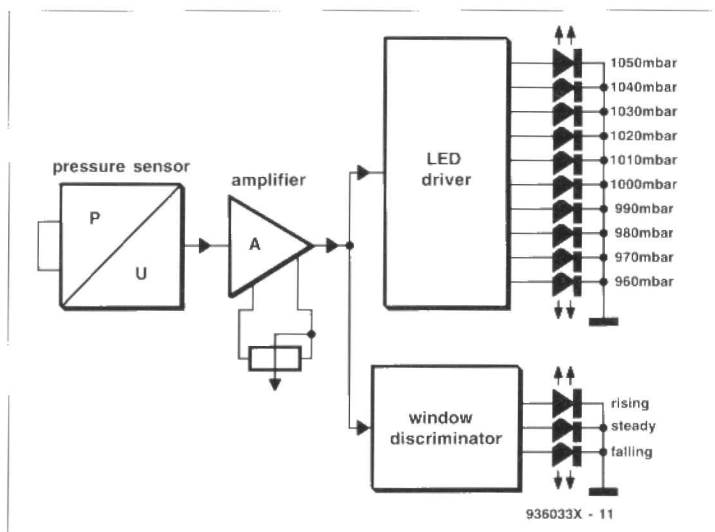 pressure sensor
P
U
amplifier
A
LED
driver
1050mbar
1040mbar
1030mbar
1020mbar
1010mbar
1000mbar
990mbar
980mbar
970mbar
960mbar
window
discriminator
rising
steady
falling
936033X - 11